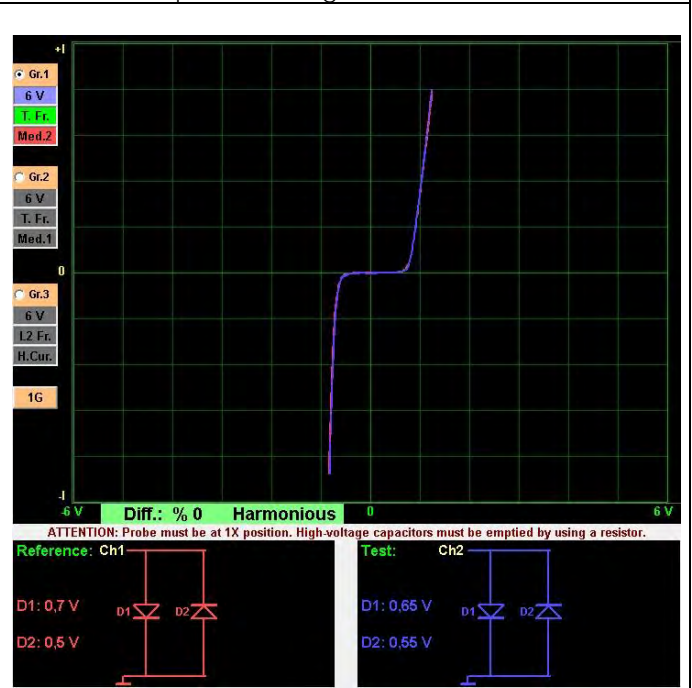 +I
Gr.1
6 V
T. Fr.
Med.2
Gr.2
6 V
T. Fr.
Med.1
0
Gr.3
6 V
L2 Fr.
H.Cur.
1G
-I
-6 V Diff.: % 0 Harmonious 0 6 V
ATTENTION: Probe must be at 1X position. High-voltage capacitors must be emptied by using a resistor.
Reference: Ch1
D1: 0,7 V D1 D2
D2: 0,5 V
Test: Ch2
D1: 0,65 V D1 D2
D2: 0,55 V